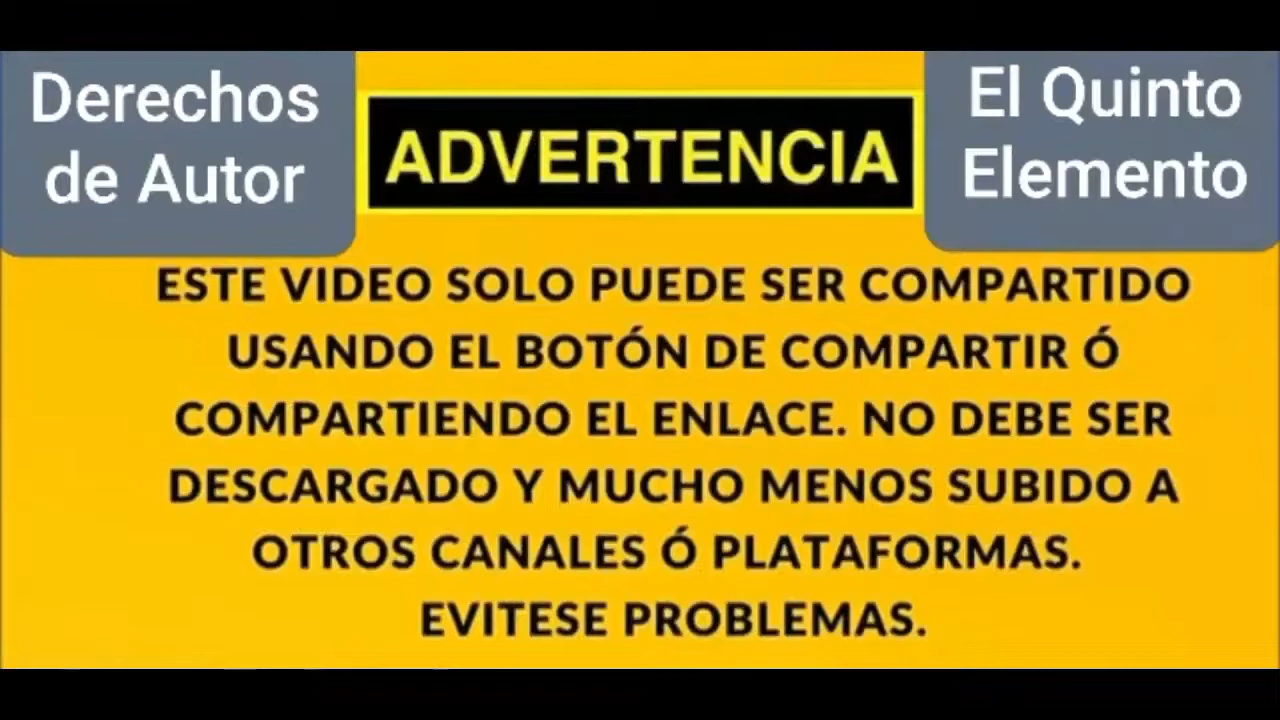 Derechos
de Autor
ADVERTENCIA
El Quinto
Elemento
ESTE VIDEO SOLO PUEDE SER COMPARTIDO
USANDO EL BOTÓN DE COMPARTIR Ó
COMPARTIENDO EL ENLACE. NO DEBE SER
DESCARGADO Y MUCHO MENOS SUBIDO A
OTROS CANALES Ó PLATAFORMAS.
EVITESE PROBLEMAS.